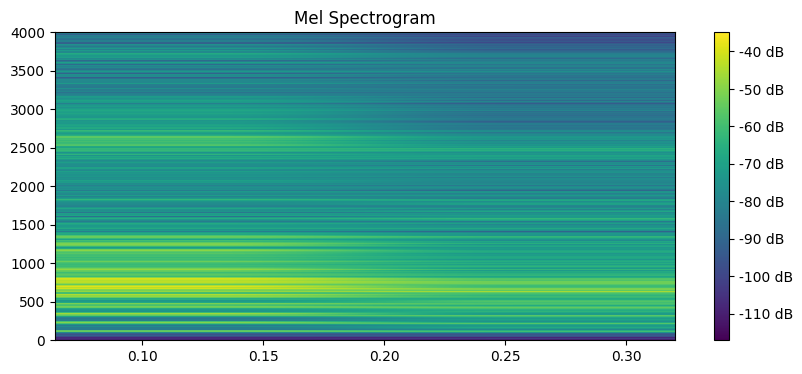 Mel Spectrogram
4000
3500
3000
2500
2000
1500
1000
500
0
0.10 0.15 0.20 0.25 0.30
-40 dB
-50 dB
-60 dB
-70 dB
-80 dB
-90 dB
-100 dB
-110 dB